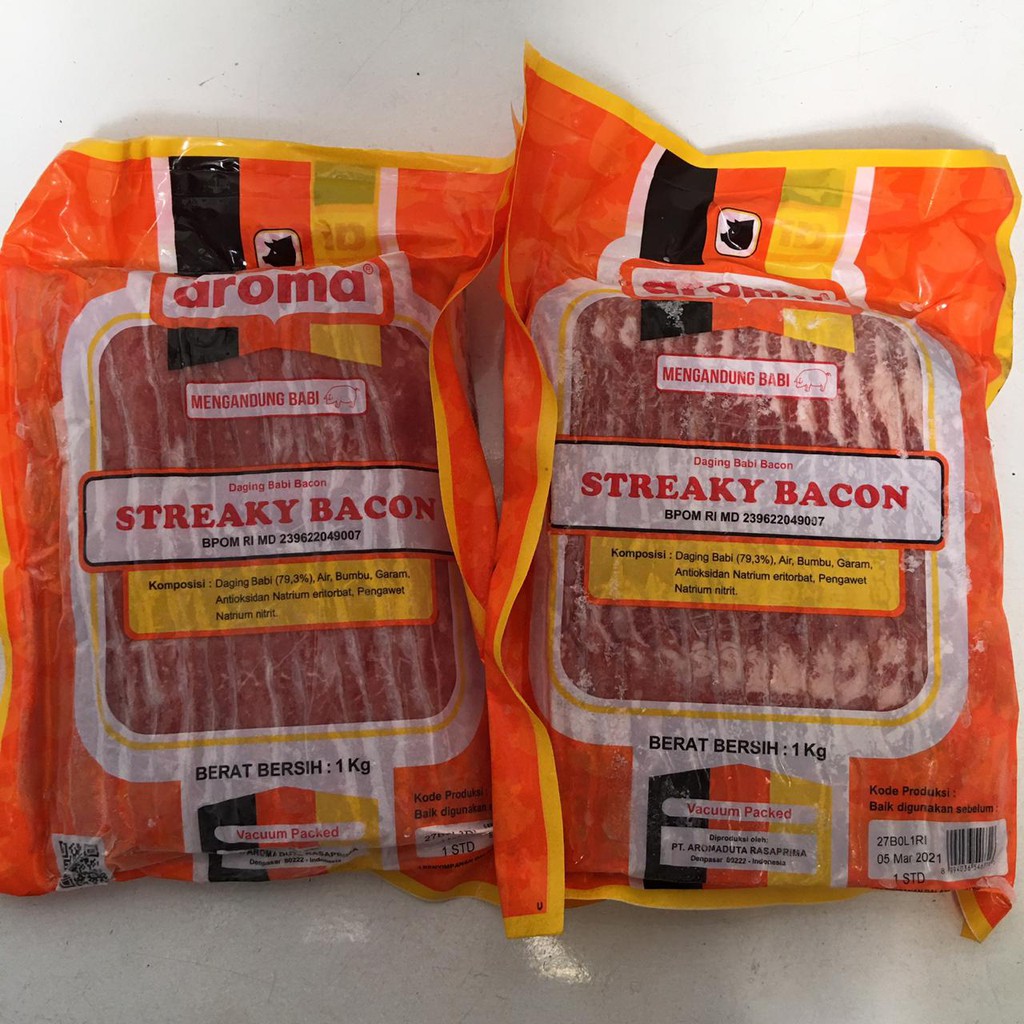 aroma®
MENGANDUNG BABI
Daging Babi Bacon
STREAKY BACON
BPOM RI MD 239622049007
Komposisi : Daging Babi (79,3%), Air, Bumbu, Garam,
Antioksidan Natrium eritorbat, Pengawet
Natrium nitrit.
BERAT BERSIH : 1 Kg
Vacuum Packed
Denpasar 80222 - Indonesia
Kode Produksi :
Baik digunakan
1 STD
aroma
MENGANDUNG BABI
Daging Babi Bacon
STREAKY BACON
BPOM RI MD 239622049007
Komposisi : Daging Babi (79,3%), Air, Bumbu, Garam,
Antioksidan Natrium eritorbat, Pengawet
Natrium nitrit.
BERAT BERSIH : 1 Kg
Vacuum Packed
Diproduksi oleh:
PT. AROMADUTA RASAPRIMA
Denpasar 80222 - Indonesia
Kode Produksi :
Baik digunakan sebelum :
27B0L1RI
05 Mar 2021
1 STD
U